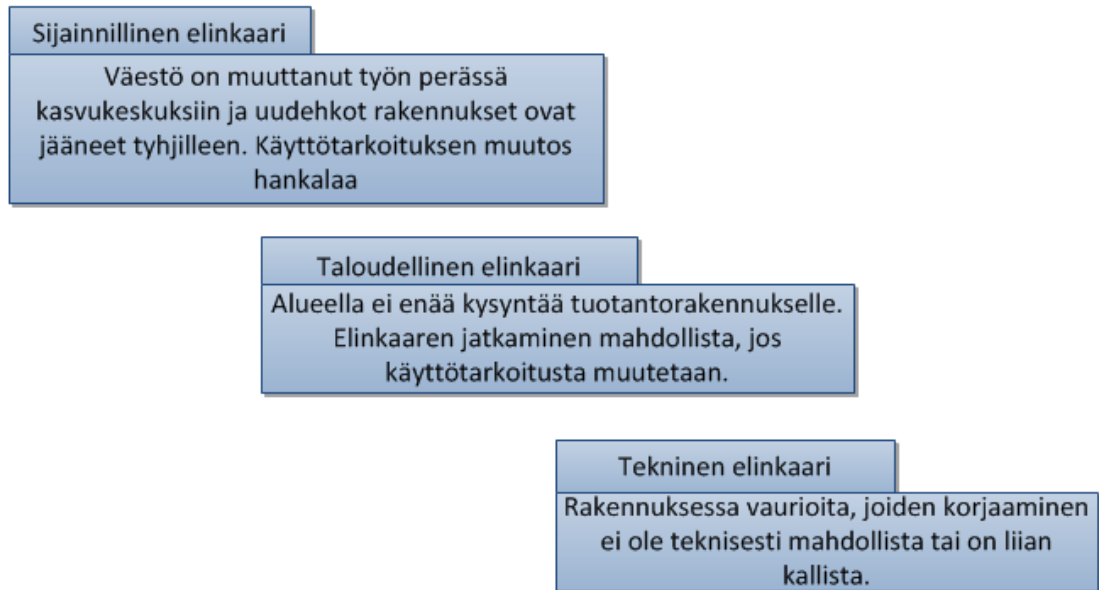 Sijainnillinen elinkaari
Väestö on muuttanut työn perässä
kasvukeskuksiin ja uudehkot rakennukset ovat
jääneet tyhjilleen. Käyttötarkoituksen muutos
hankalaa
Taloudellinen elinkaari
Alueella ei enää kysyntää tuotantorakennukselle.
Elinkaaren jatkaminen mahdollista, jos
käyttötarkoitusta muutetaan.
Tekninen elinkaari
Rakennuksessa vaurioita, joiden korjaaminen
ei ole teknisesti mahdollista tai on liian
kallista.